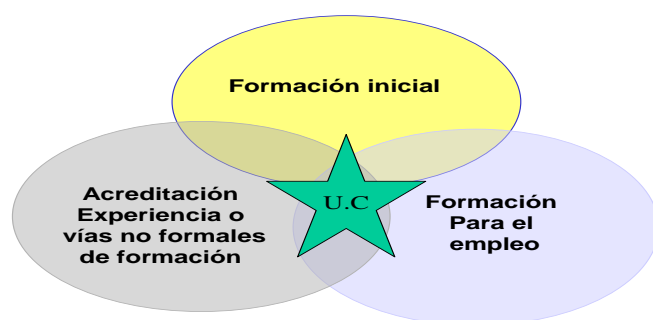 Formación inicial
Acreditación
Experiencia o
vías no formales
de formación
U.C
Formación
Para el
empleo